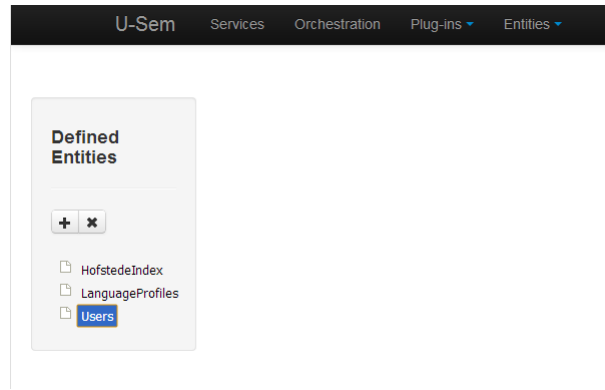 U-Sem Services Orchestration Plug-ins Entities
Defined
Entities
HofstedeIndex
LanguageProfiles
Users